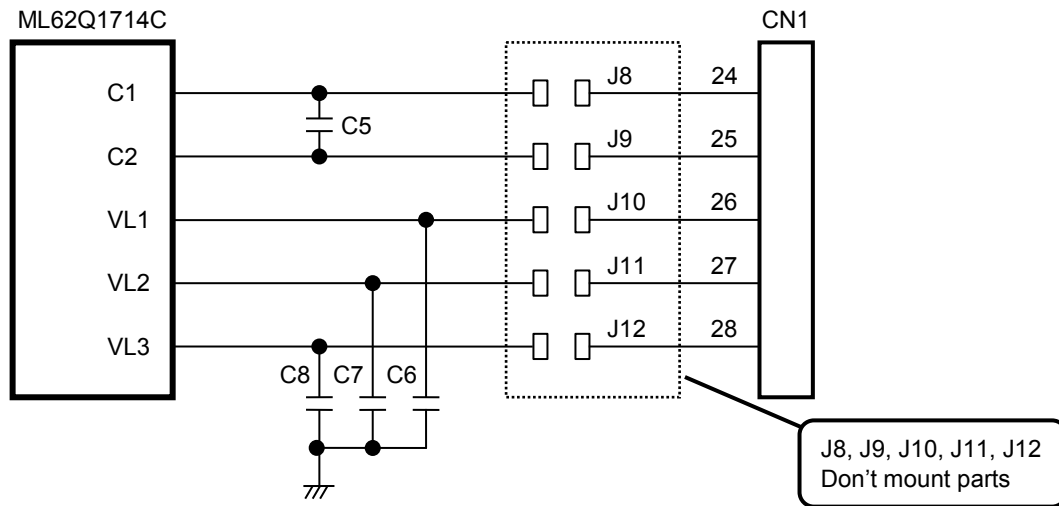 ML62Q1714C
CN1
C1
J8
24
C5
C2
J9
25
VL1
J10
26
VL2
J11
27
VL3
J12
28
C8
C7
C6
J8, J9, J10, J11, J12
Don’t mount parts